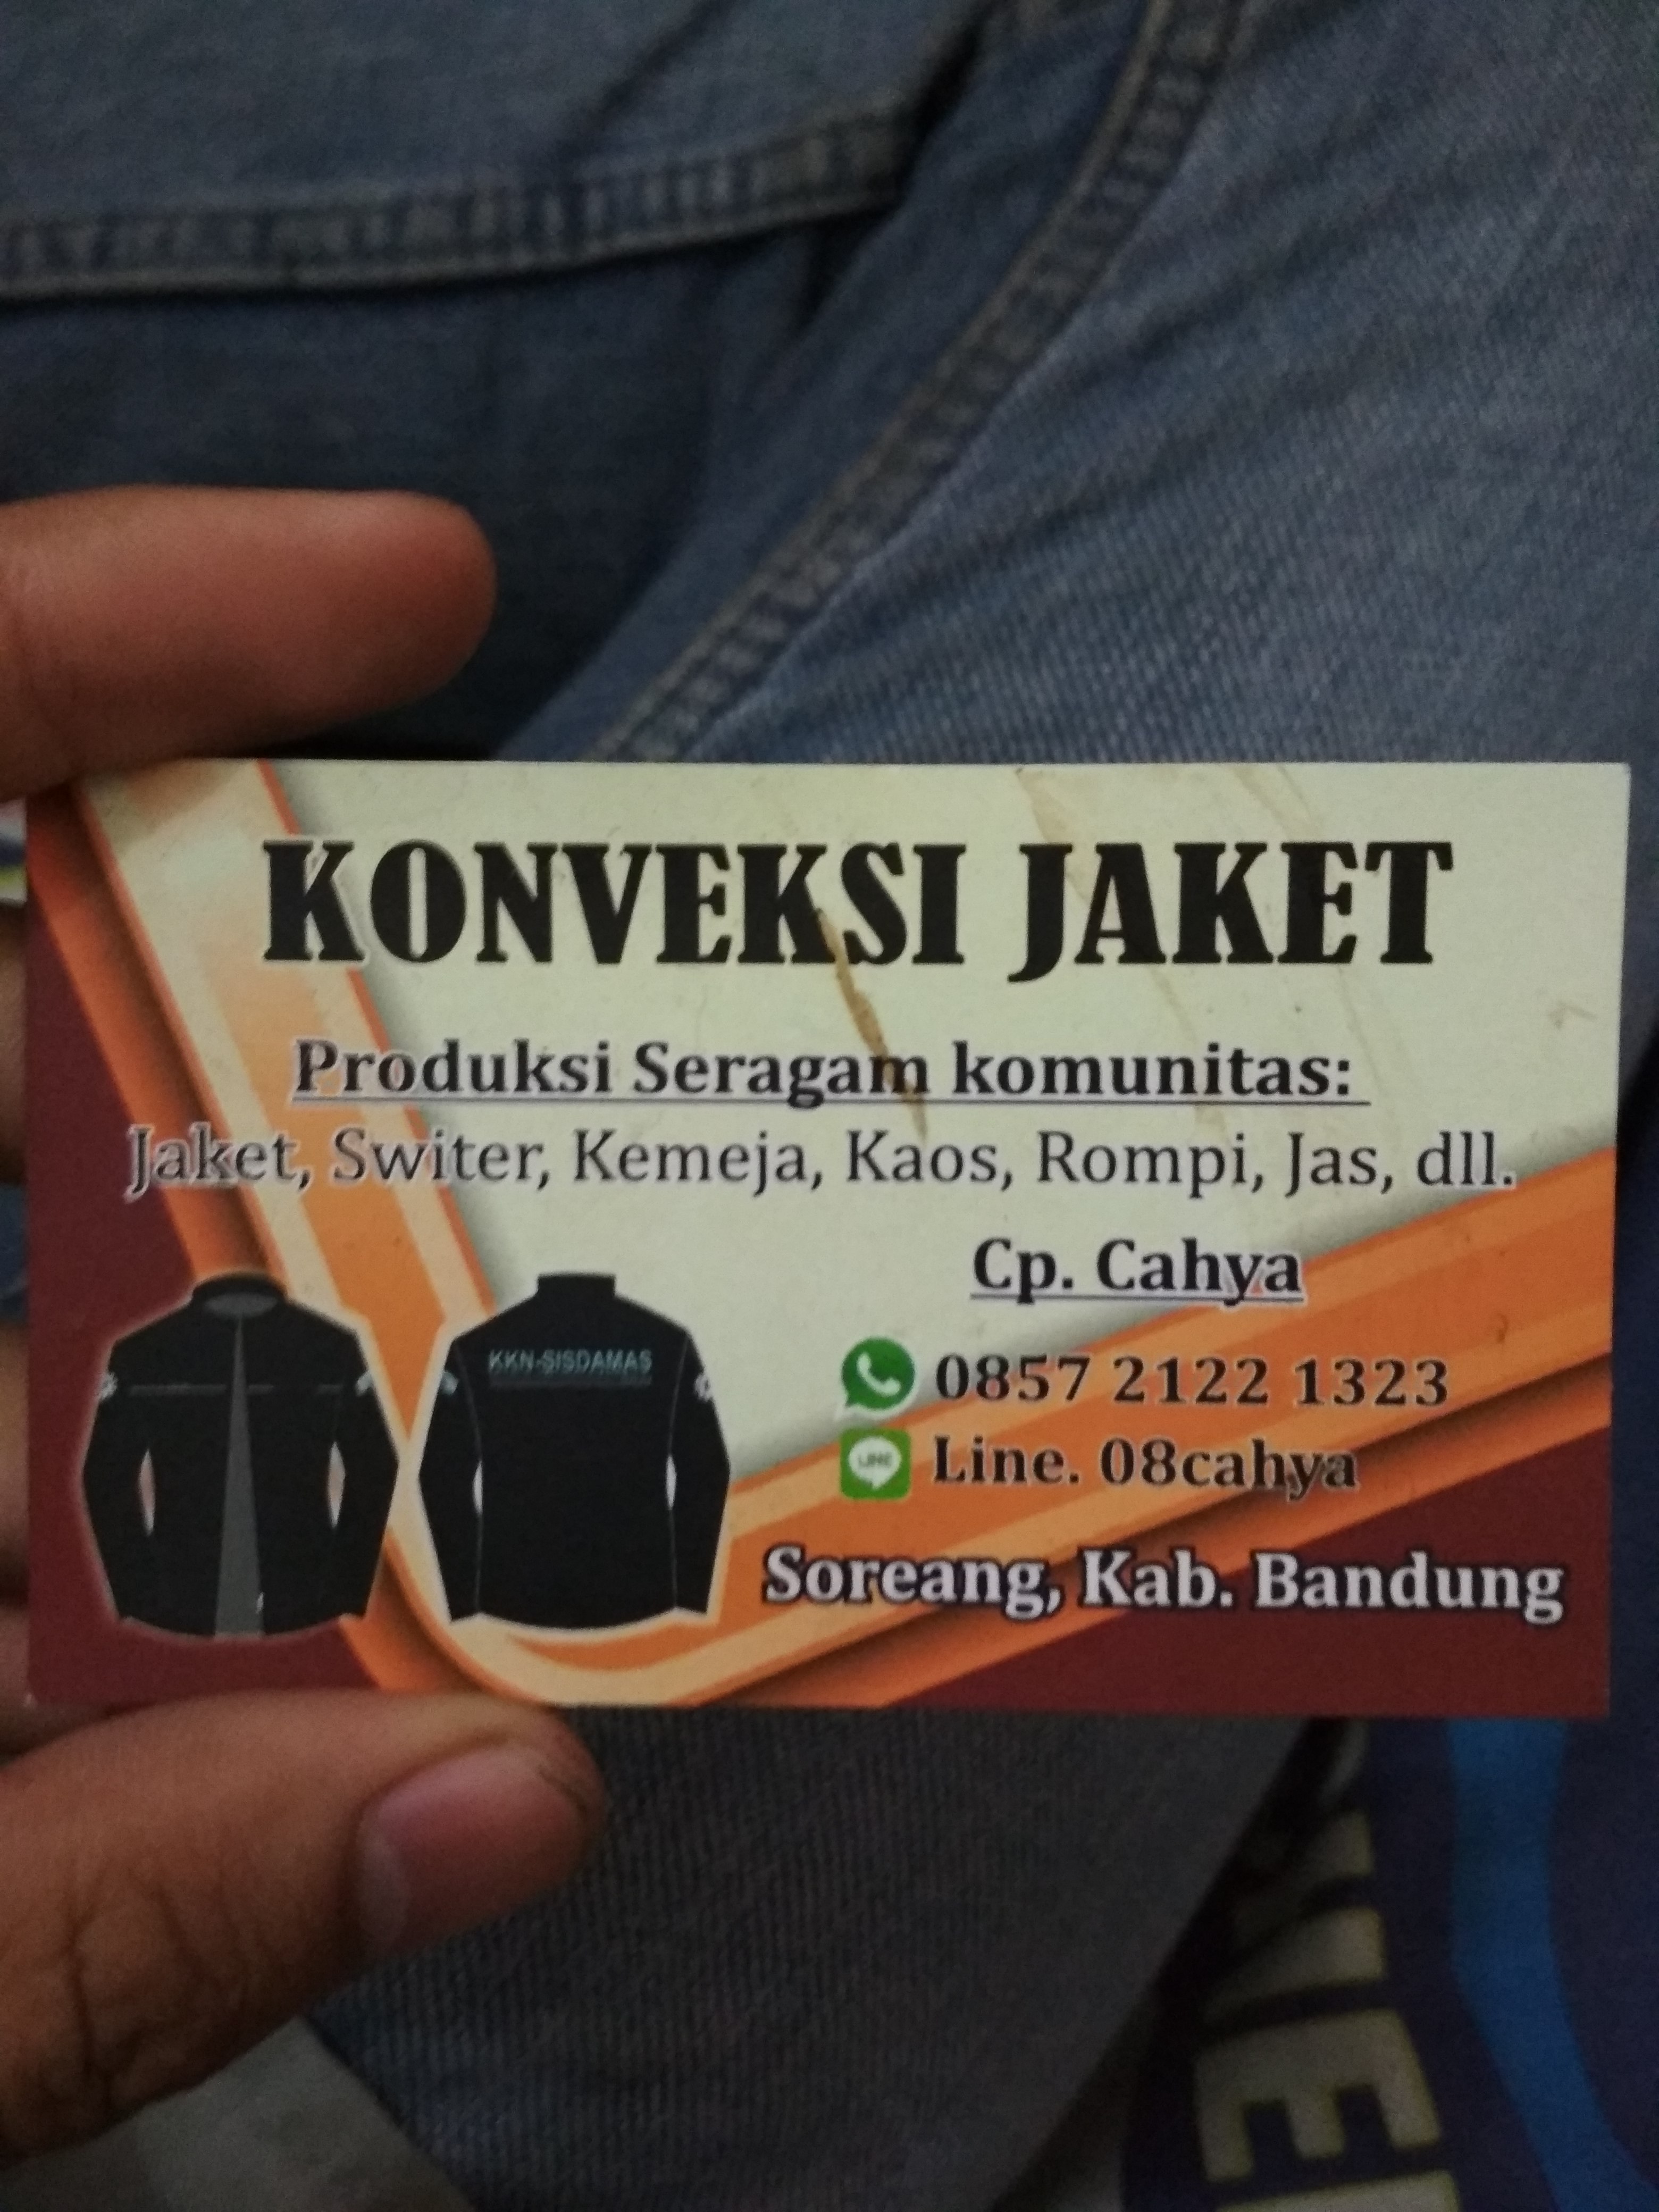 KONVEKSI JAKET
Produksi Seragam komunitas:
Jaket, Switer, Kemeja, Kaos, Rompi, Jas, dll.
Cp. Cahya
KKN-SISDAMAS
0857 2122 1323
LINE
Line. 08cahya
Soreang, Kab. Bandung